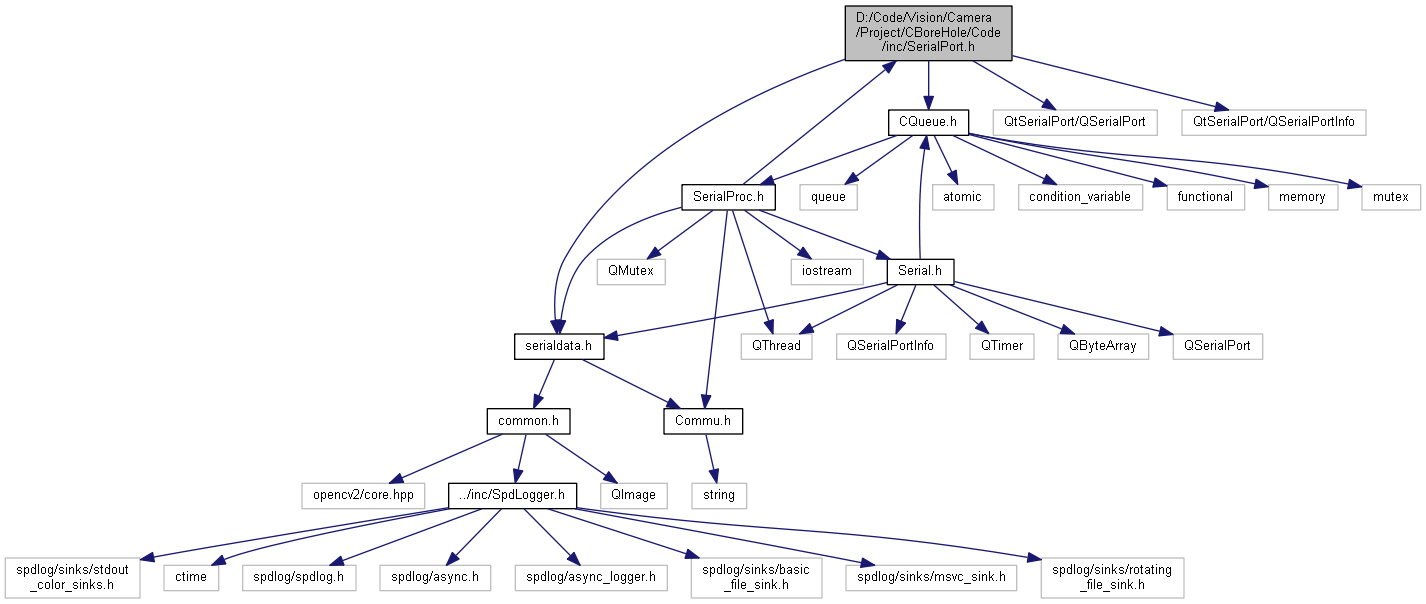 D:/Code/Vision/Camera
/Project/CBoreHole/Code
/inc/SerialPort.h
CQueue.h
QtSerialPort/QSerialPort
QtSerialPort/QSerialPortInfo
SerialProc.h
queue
atomic
condition_variable
functional
memory
mutex
QMutex
iostream
Serial.h
serialdata.h
QThread
QSerialPortInfo
QTimer
QByteArray
QSerialPort
common.h
Commu.h
opencv2/core.hpp
../inc/SpdLogger.h
QImage
string
spdlog/sinks/stdout
_color_sinks.h
ctime
spdlog/spdlog.h
spdlog/async.h
spdlog/async_logger.h
spdlog/sinks/basic
_file_sink.h
spdlog/sinks/msvc_sink.h
spdlog/sinks/rotating
_file_sink.h